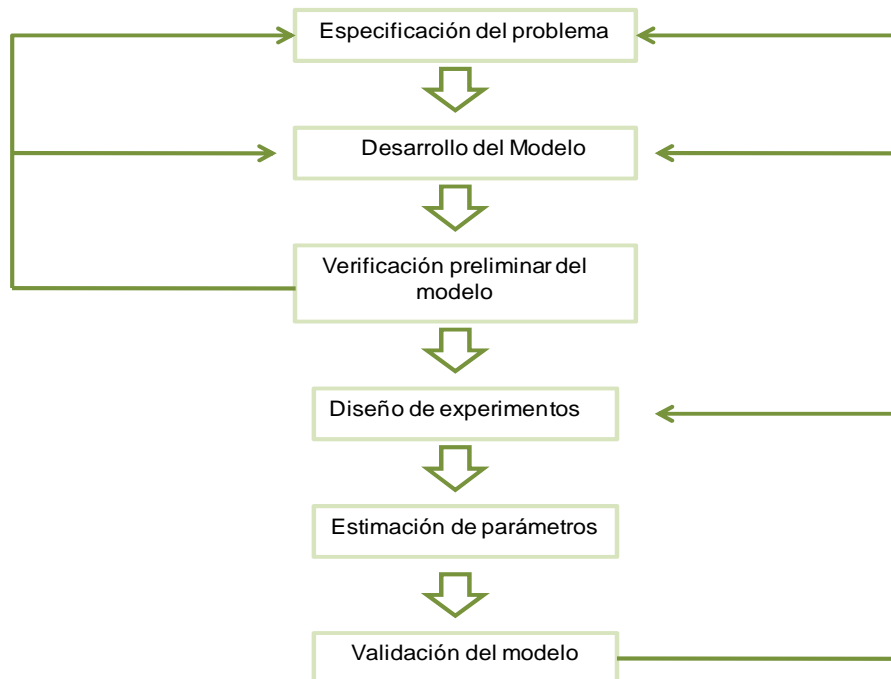 Especificación del problema
Desarrollo del Modelo
Verificación preliminar del
modelo
Diseño de experimentos
Estimación de parámetros
Validación del modelo